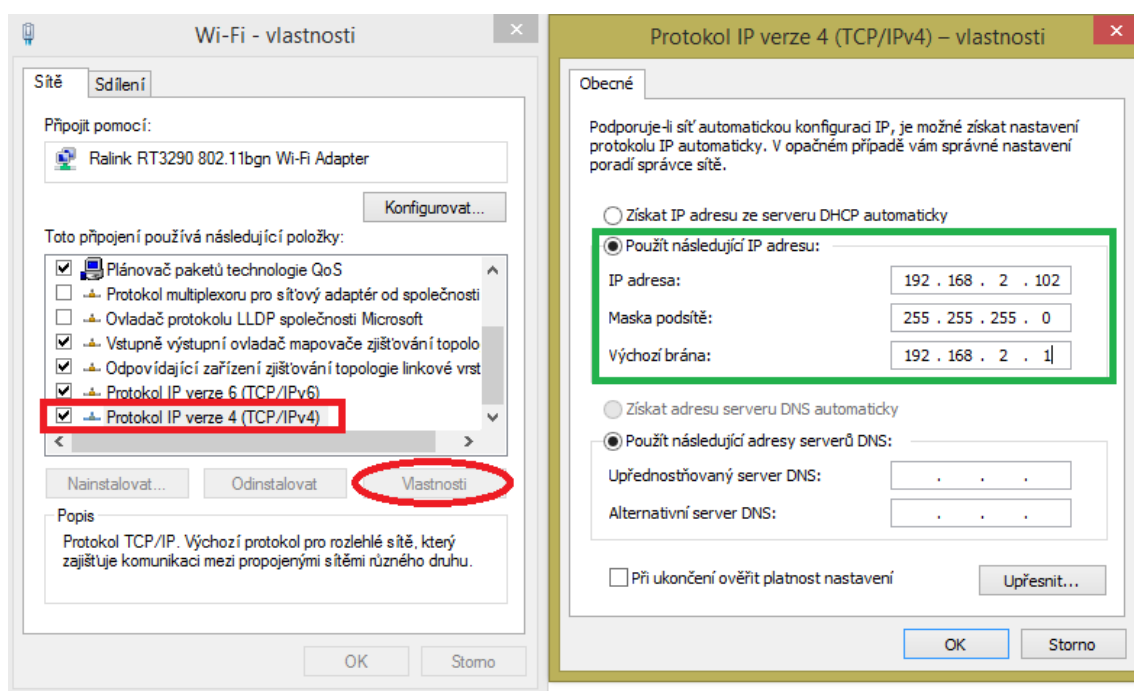 Wi-Fi - vlastnosti
Sítě
Sdílení
Připojit pomocí:
Ralink RT3290 802.11bgn Wi-Fi Adapter
Konfigurovat...
Toto připojení používá následující položky:
Plánovač paketů technologie QoS
Protokol multiplexoru pro síťový adaptér od společnosti
Ovladač protokolu LLDP společnosti Microsoft
Vstupně výstupní ovladač mapovače zjišťování topolo
Odpovídající zařízení zjišťování topologie linkové vrst
Protokol IP verze 6 (TCP/IPv6)
Protokol IP verze 4 (TCP/IPv4)
Nainstalovat...
Odinstalovat
Vlastnosti
Popis
Protokol TCP/IP. Výchozí protokol pro rozlehlé sítě, který
zajišťuje komunikaci mezi propojenými sítěmi různého druhu.
OK
Storno
Protokol IP verze 4 (TCP/IPv4) – vlastnosti
Obecné
Podporuje-li síť automatickou konfiguraci IP, je možné získat nastavení
protokolu IP automaticky. V opačném případě vám správné nastavení
poradí správce sítě.
Získat IP adresu ze serveru DHCP automaticky
Použít následující IP adresu:
IP adresa: 192 . 168 . 2 . 102
Maska podsítě: 255 . 255 . 255 . 0
Výchozí brána: 192 . 168 . 2 . 1
Získat adresu serveru DNS automaticky
Použít následující adresy serverů DNS:
Upřednostňovaný server DNS: . . .
Alternativní server DNS: . . .
Při ukončení ověřit platnost nastavení
Upřesnit...
OK
Storno